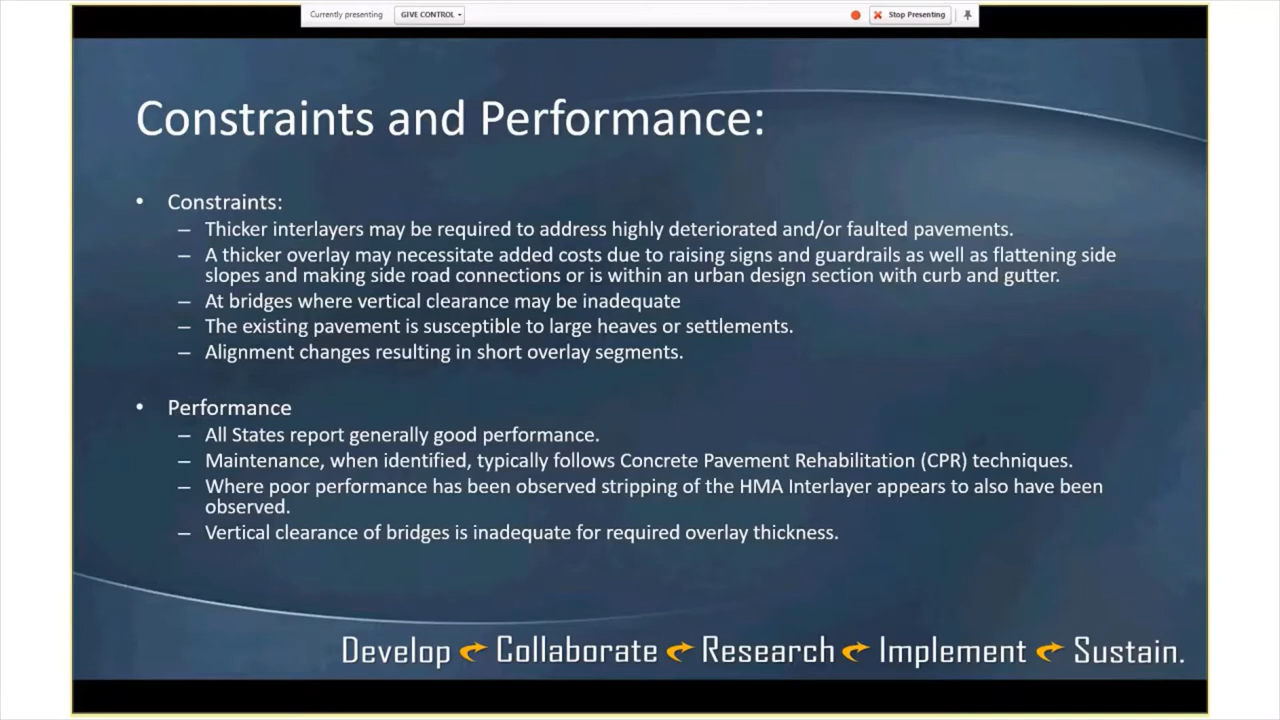 Currently presenting GIVE CONTROL Stop Presenting
Constraints and Performance:
• Constraints:
– Thicker interlayers may be required to address highly deteriorated and/or faulted pavements.
– A thicker overlay may necessitate added costs due to raising signs and guardrails as well as flattening side
slopes and making side road connections or is within an urban design section with curb and gutter.
– At bridges where vertical clearance may be inadequate
– The existing pavement is susceptible to large heaves or settlements.
– Alignment changes resulting in short overlay segments.
• Performance
– All States report generally good performance.
– Maintenance, when identified, typically follows Concrete Pavement Rehabilitation (CPR) techniques.
– Where poor performance has been observed stripping of the HMA Interlayer appears to also have been
observed.
– Vertical clearance of bridges is inadequate for required overlay thickness.
Develop Collaborate Research Implement Sustain.